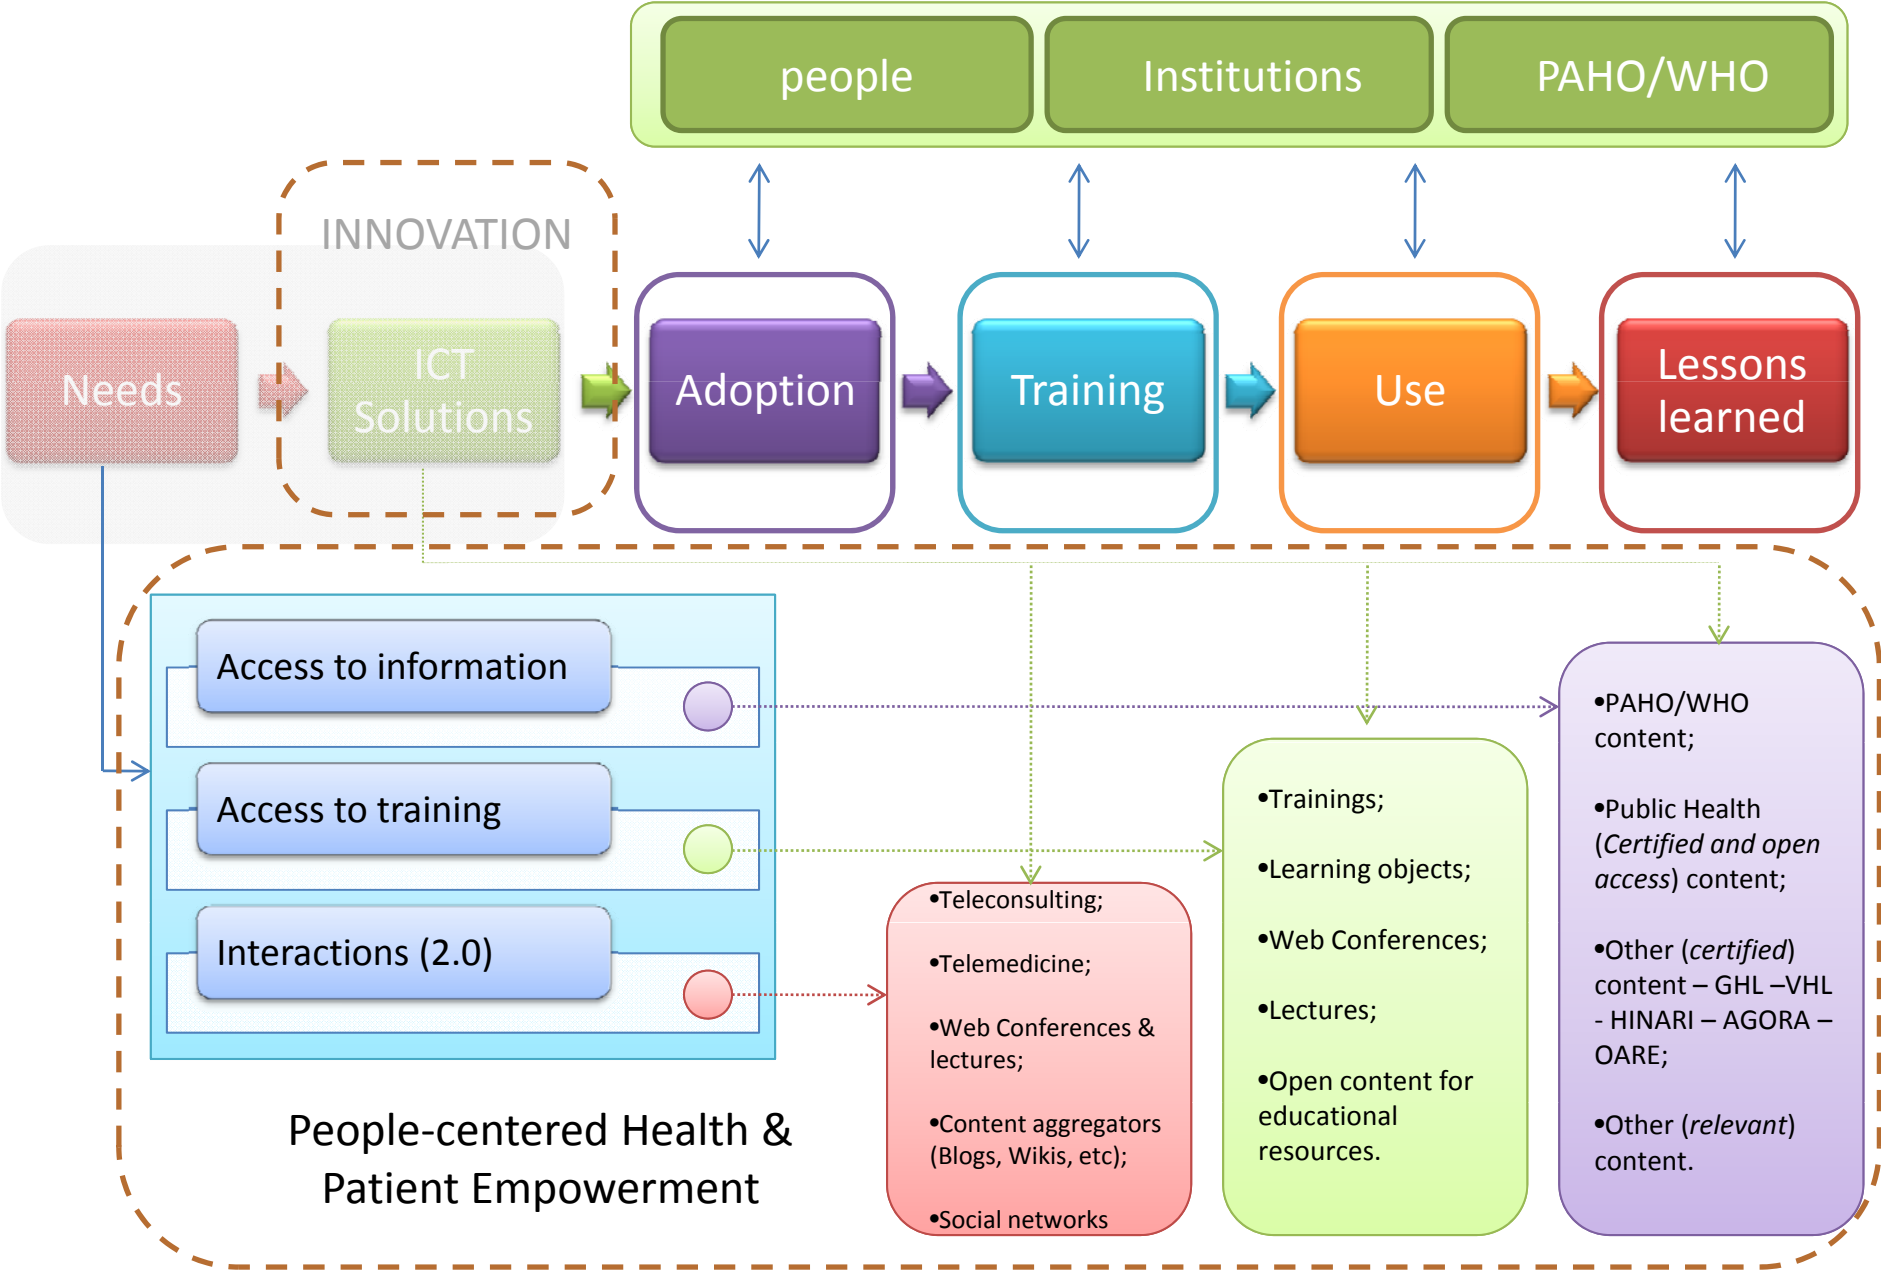 people
Institutions
PAHO/WHO
INNOVATION
Needs
ICT
Solutions
Adoption
Training
Use
Lessons
learned
Access to information
Access to training
Interactions (2.0)
People-centered Health &
Patient Empowerment
•Teleconsulting;
•Telemedicine;
•Web Conferences &
lectures;
•Content aggregators
(Blogs, Wikis, etc);
•Social networks
•Trainings;
•Learning objects;
•Web Conferences;
•Lectures;
•Open content for
educational
resources.
•PAHO/WHO
content;
•Public Health
(Certified and open
access) content;
•Other (certified)
content – GHL –VHL
- HINARI – AGORA –
OARE;
•Other (relevant)
content.